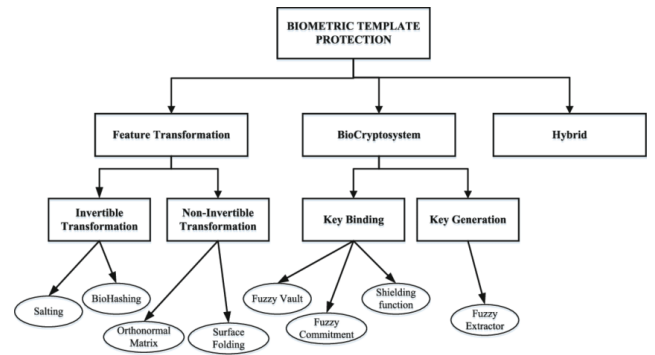 BIOMETRIC TEMPLATE
PROTECTION
Feature Transformation
BioCryptosystem
Hybrid
Invertible
Transformation
Non-Invertible
Transformation
Key Binding
Key Generation
Salting
BioHashing
Orthonormal
Matrix
Surface
Folding
Fuzzy Vault
Fuzzy
Commitment
Shielding
function
Fuzzy
Extractor